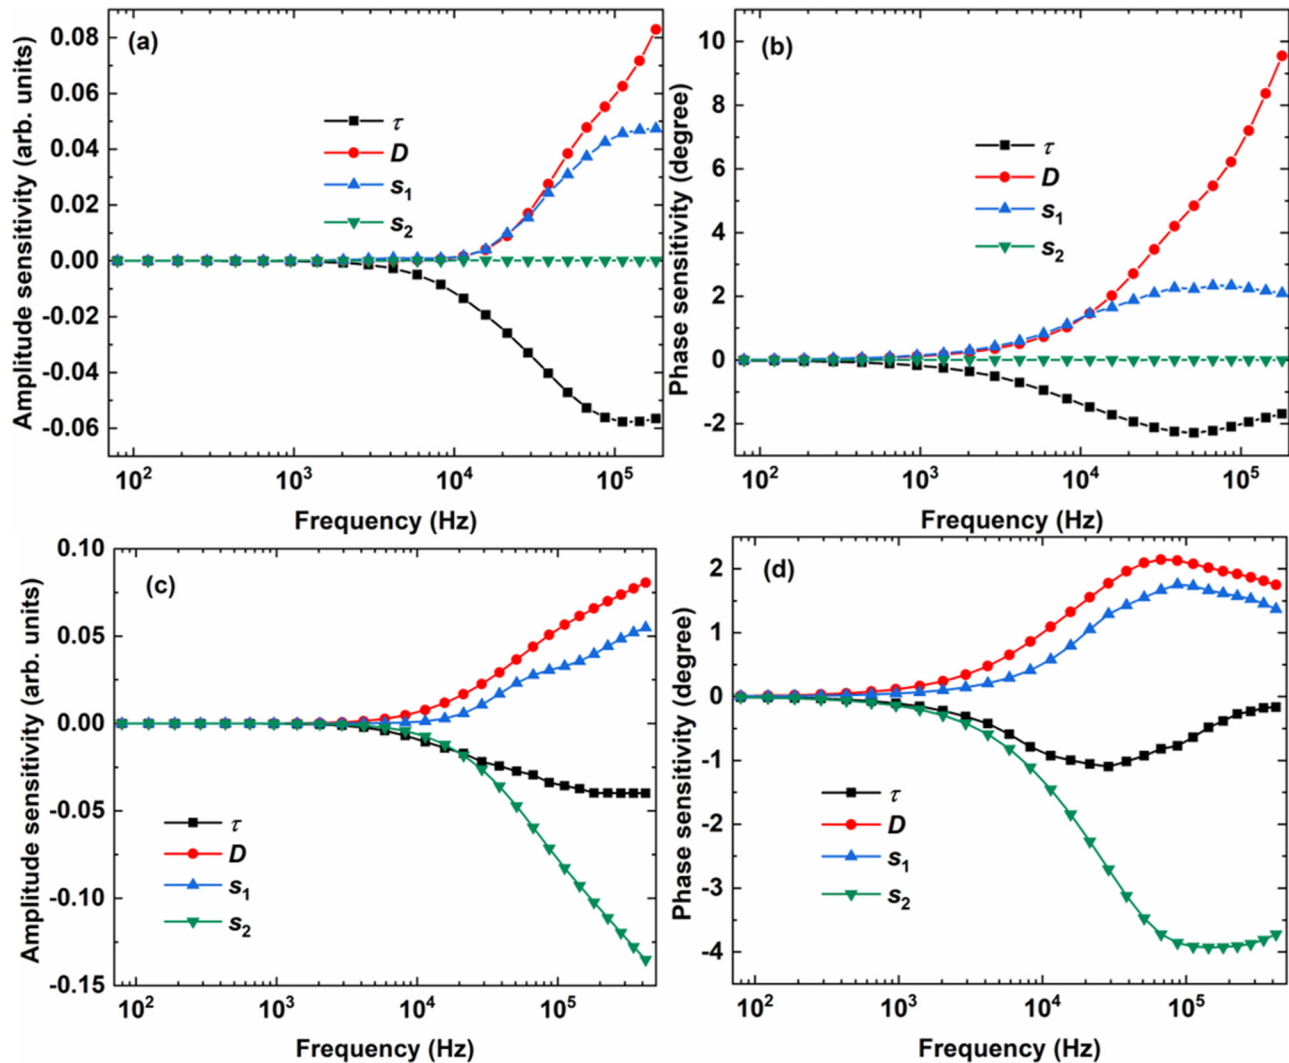 (a)
Amplitude sensitivity (arb. units)
0.08
0.06
0.04
0.02
0.00
-0.02
-0.04
-0.06
τ
D
s₁
s₂
10² 10³ 10⁴ 10⁵
Frequency (Hz)
(b)
Phase sensitivity (degree)
10
8
6
4
2
0
-2
τ
D
s₁
s₂
10² 10³ 10⁴ 10⁵
Frequency (Hz)
(c)
Amplitude sensitivity (arb. units)
0.10
0.05
0.00
-0.05
-0.10
-0.15
τ
D
s₁
s₂
10² 10³ 10⁴ 10⁵
Frequency (Hz)
(d)
Phase sensitivity (degree)
2
1
0
-1
-2
-3
-4
τ
D
s₁
s₂
10² 10³ 10⁴ 10⁵
Frequency (Hz)